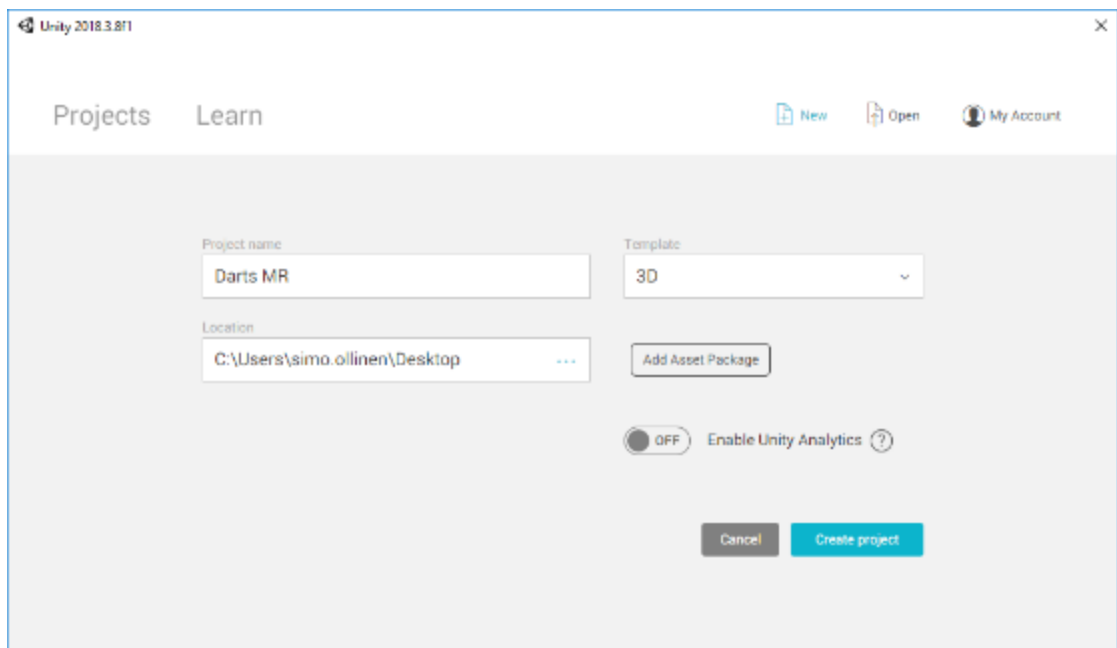 Unity 2018.3.8f1
Projects Learn New Open My Account
Project name Template
Darts MR 3D
Location
C:\Users\simo.ollinen\Desktop ... Add Asset Package
OFF Enable Unity Analytics ?
Cancel Create project